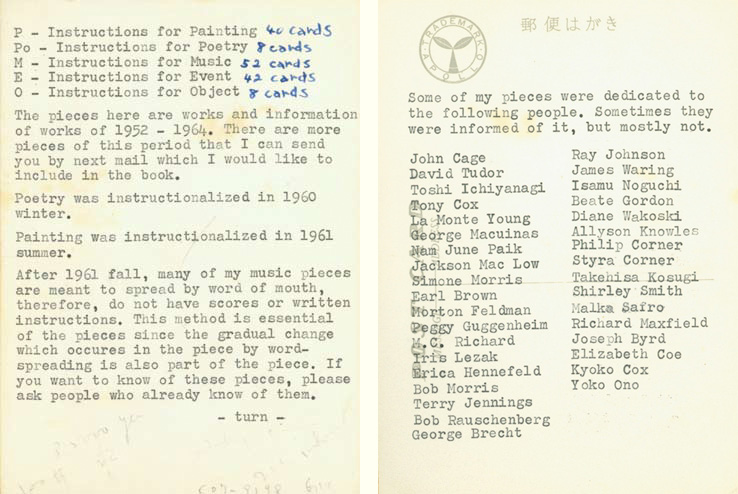 P - Instructions for Painting 40 cards
Po - Instructions for Poetry 8 cards
M - Instructions for Music 52 cards
E - Instructions for Event 42 cards
O - Instructions for Object 8 cards
The pieces here are works and information
of works of 1952 - 1964. There are more
pieces of this period that I can send
you by next mail which I would like to
include in the book.
Poetry was instructionalized in 1960
winter.
Painting was instructionalized in 1961
summer.
After 1961 fall, many of my music pieces
are meant to spread by word of mouth,
therefore, do not have scores or written
instructions. This method is essential
of the pieces since the gradual change
which occures in the piece by word-
spreading is also part of the piece. If
you want to know of these pieces, please
ask people who already know of them.
- turn -
TRADEMARK
APOLLO
郵便はがき
Some of my pieces were dedicated to
the following people. Sometimes they
were informed of it, but mostly not.
John Cage
David Tudor
Toshi Ichiyanagi
Tony Cox
La Monte Young
George Macuinas
Nam June Paik
Jackson Mac Low
Simone Morris
Earl Brown
Morton Feldman
Peggy Guggenheim
M.C. Richard
Iris Lezak
Erica Hennefeld
Bob Morris
Terry Jennings
Bob Rauschenberg
George Brecht
Ray Johnson
James Waring
Isamu Noguchi
Beate Gordon
Diane Wakoski
Allyson Knowles
Philip Corner
Styra Corner
Takehisa Kosugi
Shirley Smith
Malka Safro
Richard Maxfield
Joseph Byrd
Elizabeth Coe
Kyoko Cox
Yoko Ono